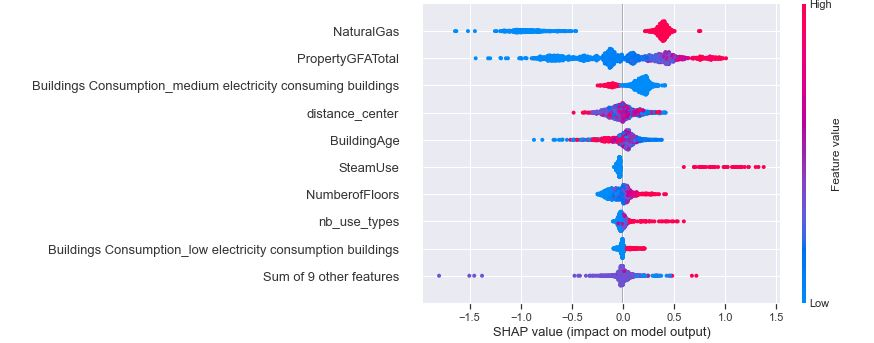 High
NaturalGas
PropertyGFATotal
Buildings Consumption_medium electricity consuming buildings
distance_center
BuildingAge
SteamUse
NumberofFloors
nb_use_types
Buildings Consumption_low electricity consumption buildings
Sum of 9 other features
Feature value
Low
−1.5 −1.0 −0.5 0.0 0.5 1.0 1.5
SHAP value (impact on model output)